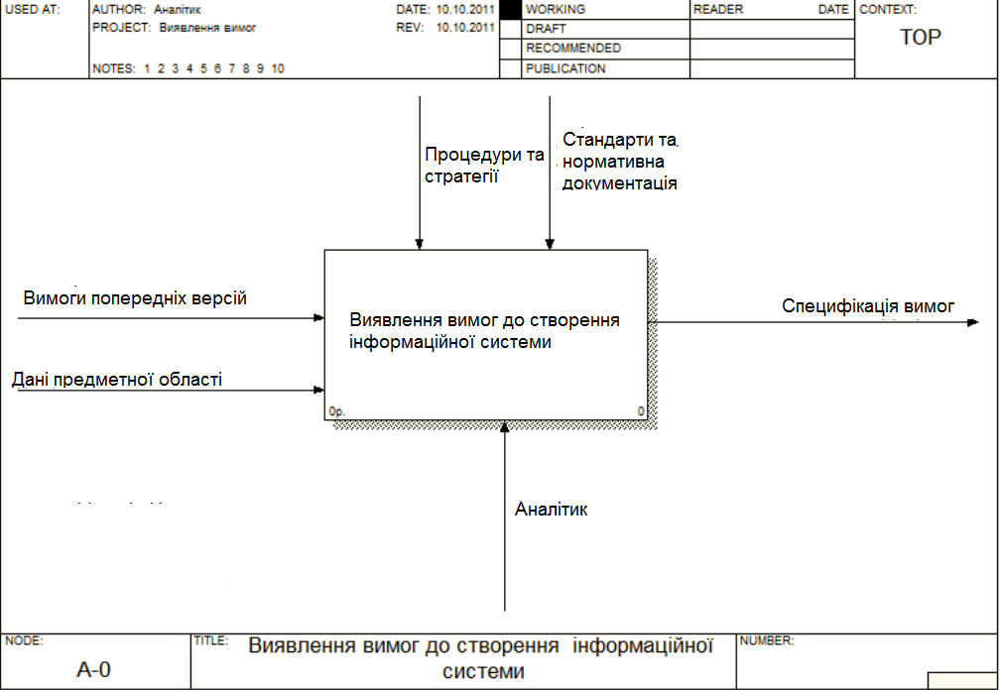 USED AT:
AUTHOR: Аналітик
DATE: 10.10.2011
PROJECT: Виявлення вимог
REV: 10.10.2011
NOTES: 1 2 3 4 5 6 7 8 9 10
WORKING
DRAFT
RECOMMENDED
PUBLICATION
READER DATE
CONTEXT:
TOP
Процедури та
стратегії
Стандарти та
нормативна
документація
Вимоги попередніх версій
Дані предметної області
Виявлення вимог до створення
інформаційної системи
0р. 0
Специфікація вимог
Аналітик
NODE:
A-0
TITLE:
Виявлення вимог до створення інформаційної
системи
NUMBER: